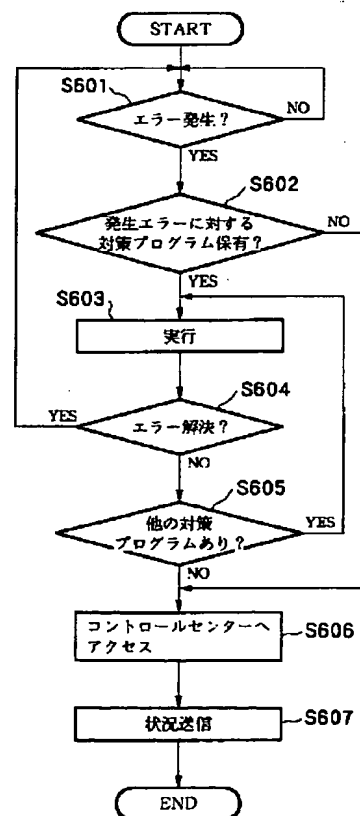 START
S601
エラー発生？
NO
YES
S602
発生エラーに対する
対策プログラム保有？
NO
YES
S603
実行
S604
YES
エラー解決？
NO
S605
他の対策
プログラムあり？
YES
NO
コントロールセンターへ
アクセス
S606
状況送信
S607
END